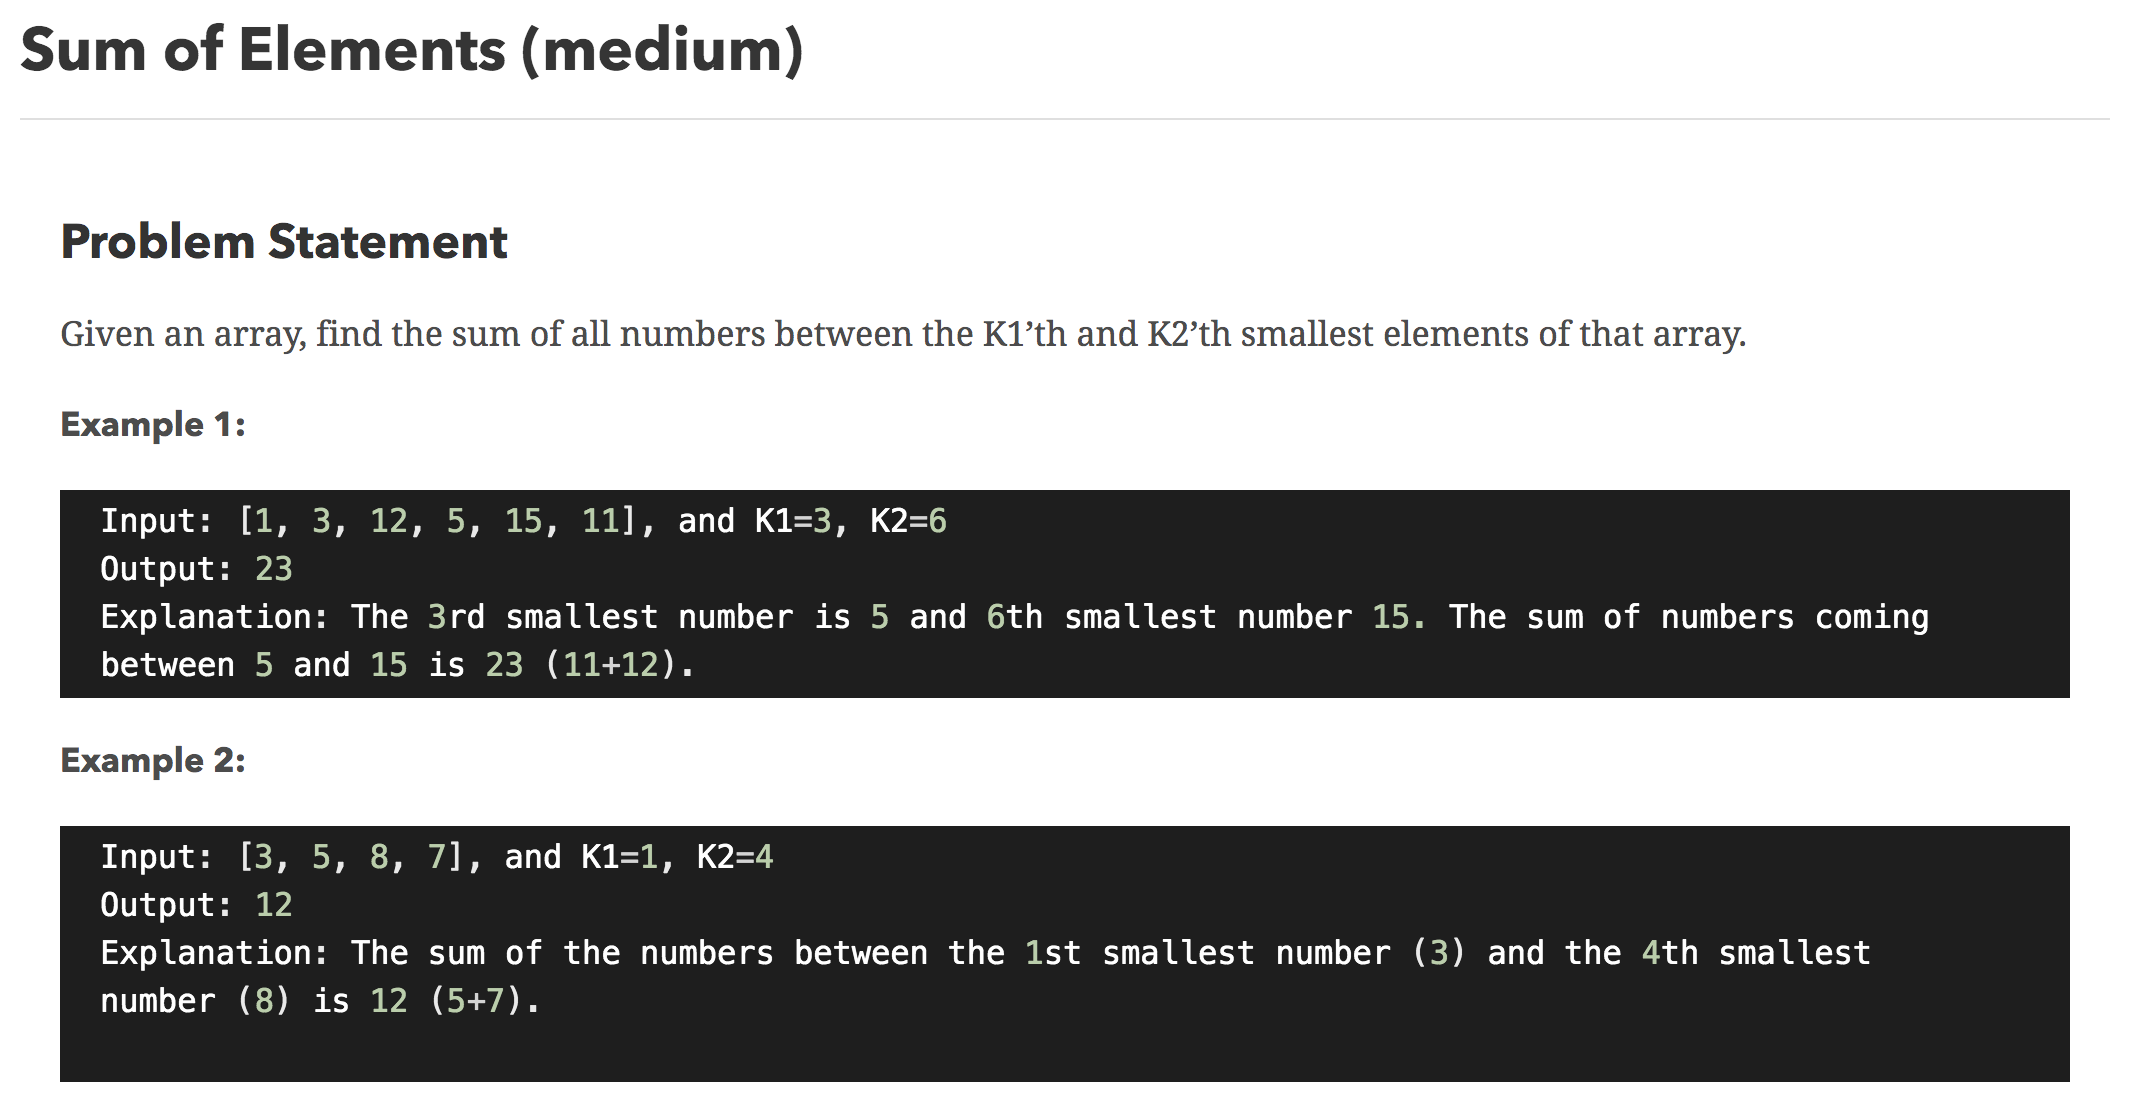 Sum of Elements (medium)
Problem Statement
Given an array, find the sum of all numbers between the K1’th and K2’th smallest elements of that array.
Example 1:
Input: [1, 3, 12, 5, 15, 11], and K1=3, K2=6
Output: 23
Explanation: The 3rd smallest number is 5 and 6th smallest number 15. The sum of numbers coming
between 5 and 15 is 23 (11+12).
Example 2:
Input: [3, 5, 8, 7], and K1=1, K2=4
Output: 12
Explanation: The sum of the numbers between the 1st smallest number (3) and the 4th smallest
number (8) is 12 (5+7).